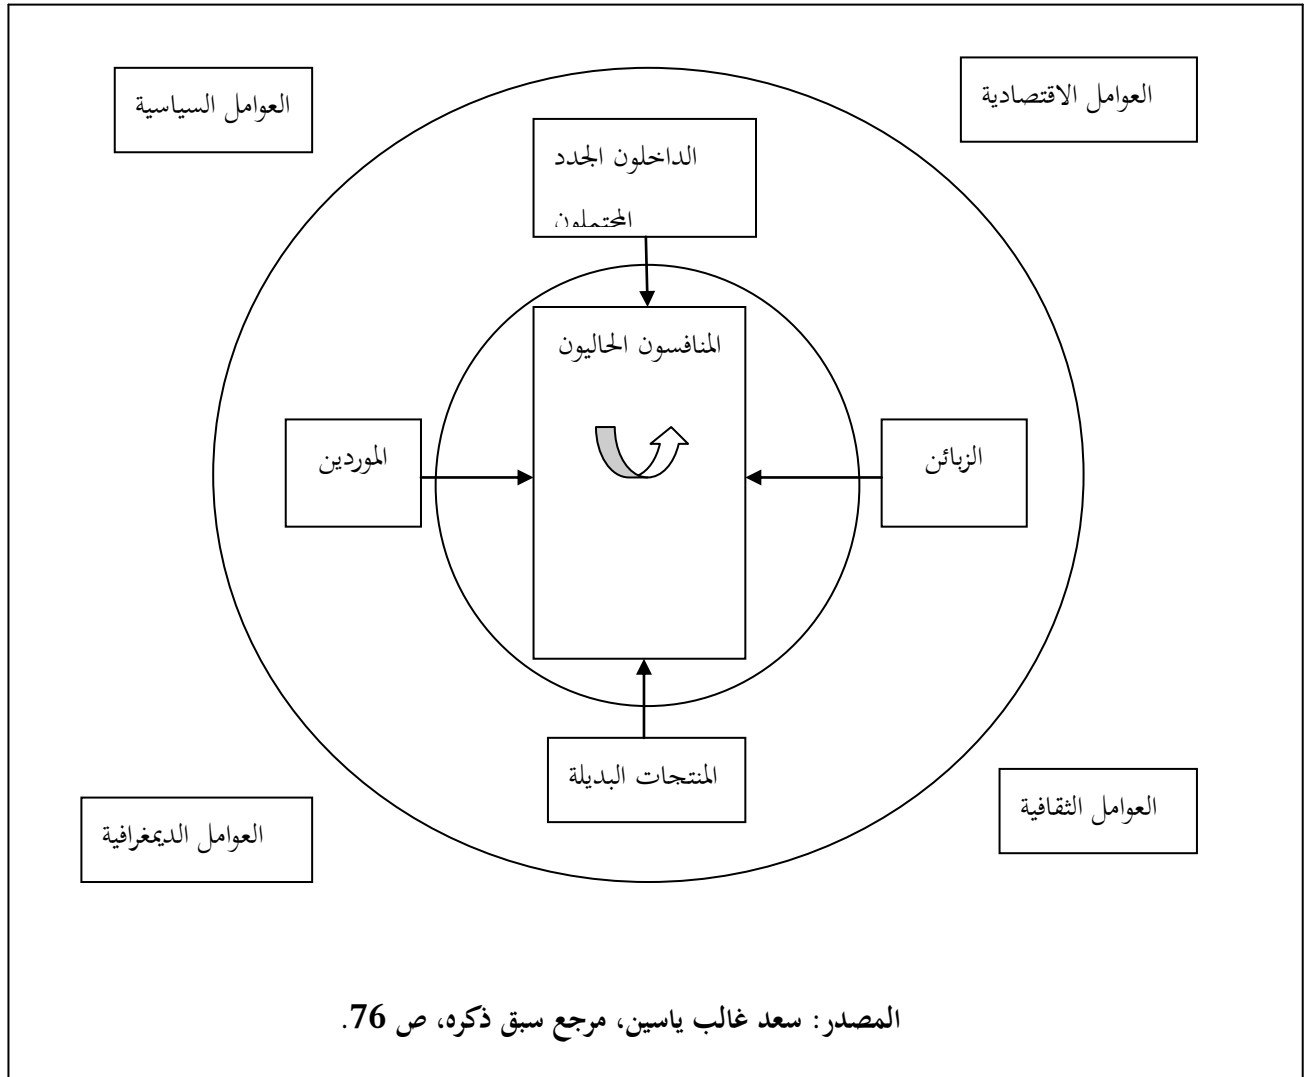 العوامل الاقتصادية
العوامل السياسية
الداخلون الجدد
المحتملون
المنافسون الحاليون
الزبائن
الموردين
المنتجات البديلة
العوامل الثقافية
العوامل الديمغرافية
المصدر: سعد غالب ياسين، مرجع سبق ذكره، ص 76.